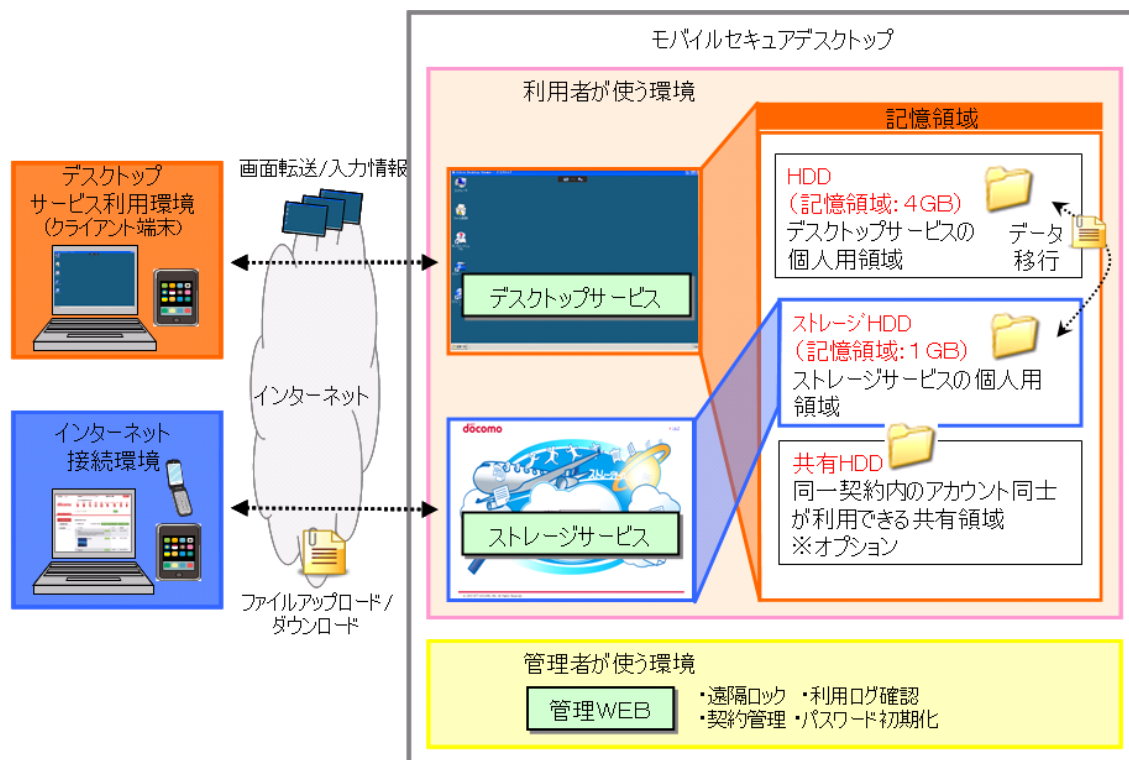 モバイルセキュアデスクトップ
利用者が使う環境
記憶領域
デスクトップ
サービス利用環境
(クライアント端末)
画面転送/入力情報
デスクトップサービス
HDD
(記憶領域:4GB)
デスクトップサービスの
個人用領域
データ
移行
ストレージHDD
(記憶領域:1GB)
ストレージサービスの個人用
領域
インターネット
インターネット
接続環境
döcomo
ストレージサービス
共有HDD
同一契約内のアカウント同士
が利用できる共有領域
※オプション
ファイルアップロード/
ダウンロード
管理者が使う環境
管理WEB
・遠隔ロック ・利用ログ確認
・契約管理 ・パスワード初期化